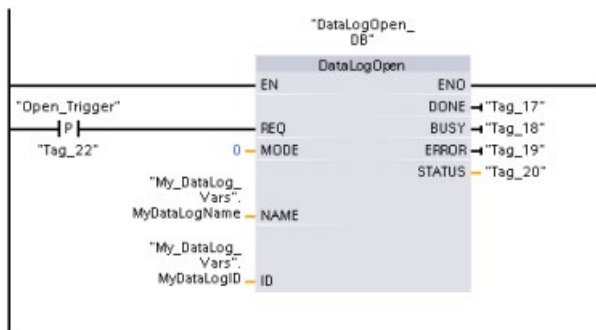 "DataLogOpen_
DB"
DataLogOpen
EN
ENO
"Open_Trigger"
DONE
"Tag_17"
P
REQ
BUSY
"Tag_18"
"Tag_22"
0
MODE
ERROR
"Tag_19"
STATUS
"Tag_20"
"My_DataLog_
Vars".
MyDataLogName
NAME
"My_DataLog_
Vars".
MyDataLogID
ID